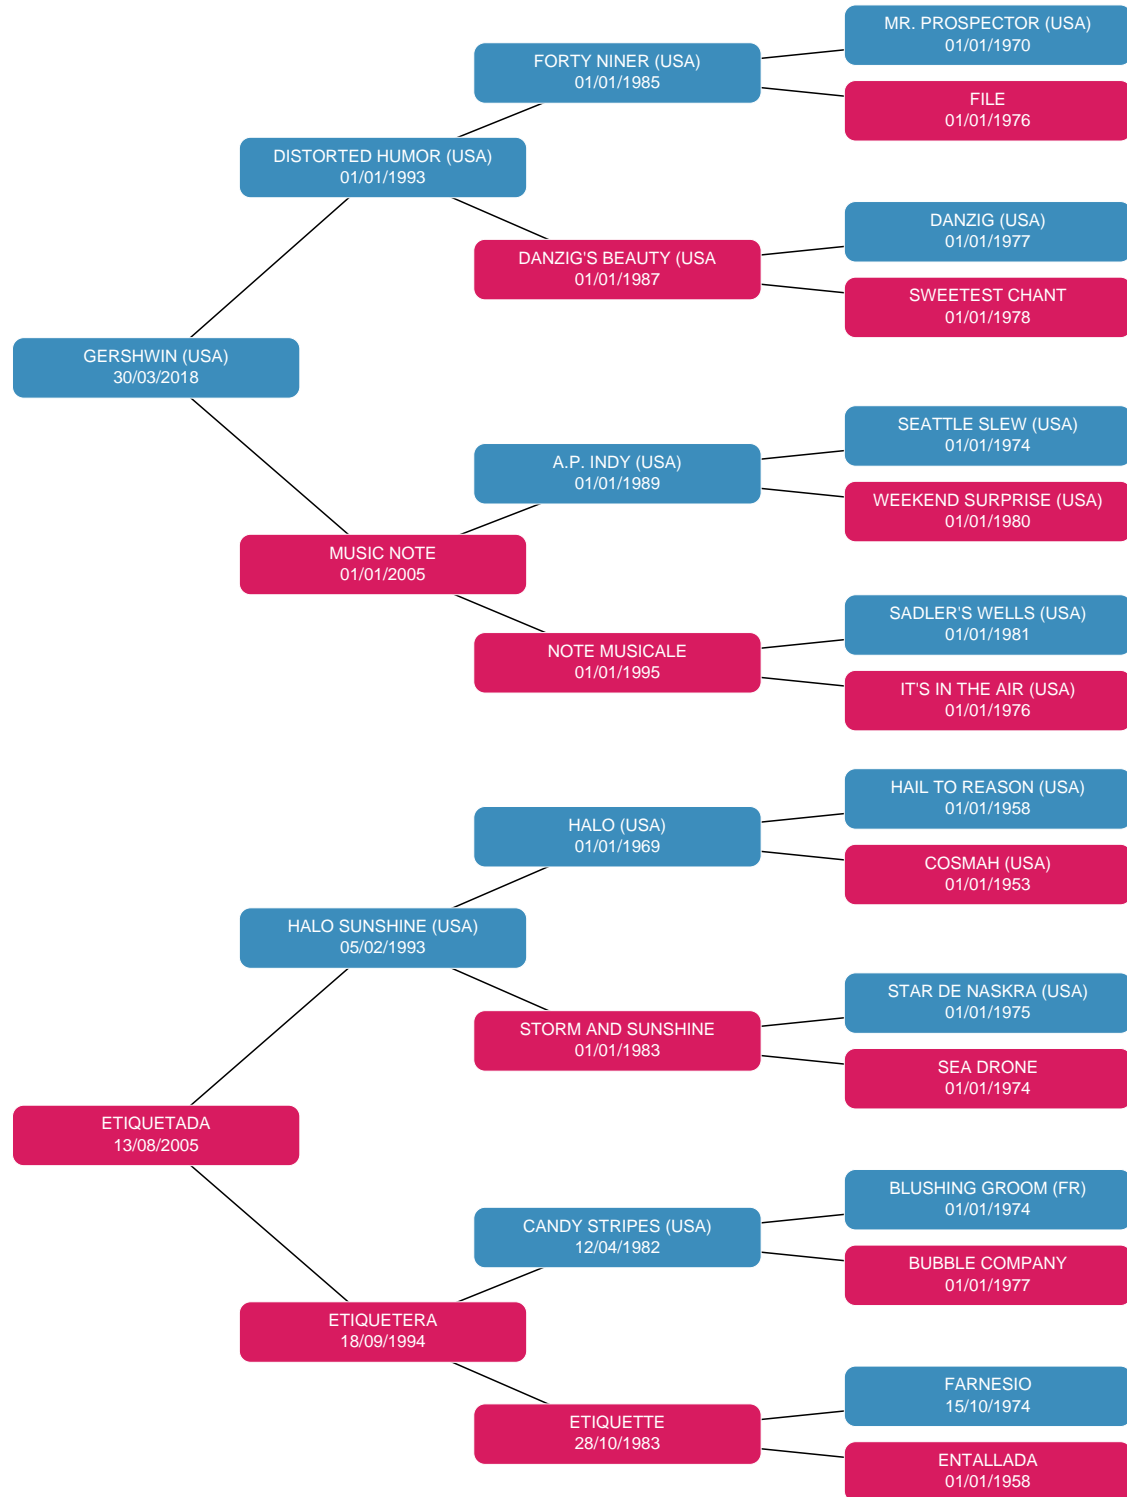 MR. PROSPECTOR (USA)
01/01/1970
FORTY NINER (USA)
01/01/1985
FILE
01/01/1976
DISTORTED HUMOR (USA)
01/01/1993
DANZIG (USA)
01/01/1977
DANZIG'S BEAUTY (USA
01/01/1987
SWEETEST CHANT
01/01/1978
GERSHWIN (USA)
30/03/2018
SEATTLE SLEW (USA)
01/01/1974
A.P. INDY (USA)
01/01/1989
WEEKEND SURPRISE (USA)
01/01/1980
MUSIC NOTE
01/01/2005
SADLER'S WELLS (USA)
01/01/1981
NOTE MUSICALE
01/01/1995
IT'S IN THE AIR (USA)
01/01/1976
HAIL TO REASON (USA)
01/01/1958
HALO (USA)
01/01/1969
COSMAH (USA)
01/01/1953
HALO SUNSHINE (USA)
05/02/1993
STAR DE NASKRA (USA)
01/01/1975
STORM AND SUNSHINE
01/01/1983
SEA DRONE
01/01/1974
ETIQUETADA
13/08/2005
BLUSHING GROOM (FR)
01/01/1974
CANDY STRIPES (USA)
12/04/1982
BUBBLE COMPANY
01/01/1977
ETIQUETERA
18/09/1994
FARNESIO
15/10/1974
ETIQUETTE
28/10/1983
ENTALLADA
01/01/1958